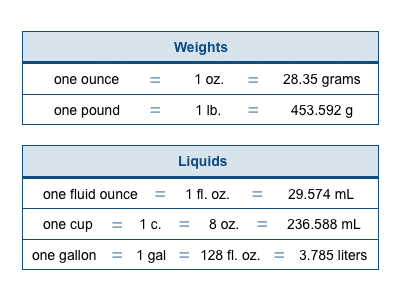 Weights
one ounce = 1 oz. = 28.35 grams
one pound = 1 lb. = 453.592 g
Liquids
one fluid ounce = 1 fl. oz. = 29.574 mL
one cup = 1 c. = 8 oz. = 236.588 mL
one gallon = 1 gal = 128 fl. oz. = 3.785 liters